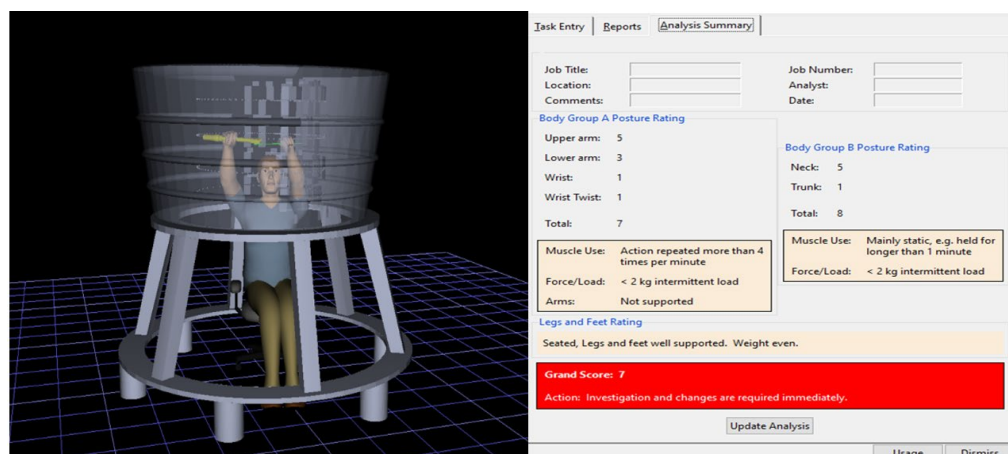 Task Entry
Reports
Analysis Summary
Job Title:
Job Number:
Location:
Analyst:
Comments:
Date:
Body Group A Posture Rating
Upper arm: 5
Lower arm: 3
Wrist: 1
Wrist Twist: 1
Total: 7
Muscle Use: Action repeated more than 4
times per minute
Force/Load: < 2 kg intermittent load
Arms: Not supported
Body Group B Posture Rating
Neck: 5
Trunk: 1
Total: 8
Muscle Use: Mainly static, e.g. held for
longer than 1 minute
Force/Load: < 2 kg intermittent load
Legs and Feet Rating
Seated, Legs and feet well supported. Weight even.
Grand Score: 7
Action: Investigation and changes are required immediately.
Update Analysis
Usage
Dismiss